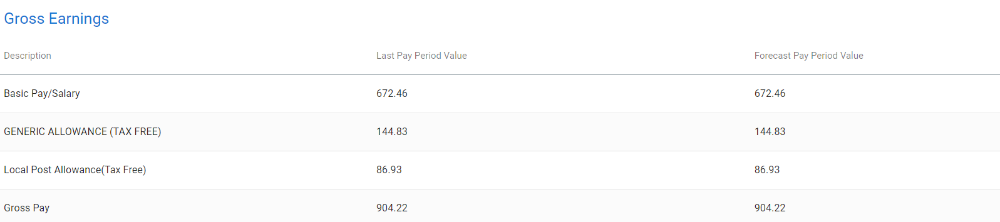 Gross Earnings
Description Last Pay Period Value Forecast Pay Period Value
Basic Pay/Salary 672.46 672.46
GENERIC ALLOWANCE (TAX FREE) 144.83 144.83
Local Post Allowance(Tax Free) 86.93 86.93
Gross Pay 904.22 904.22